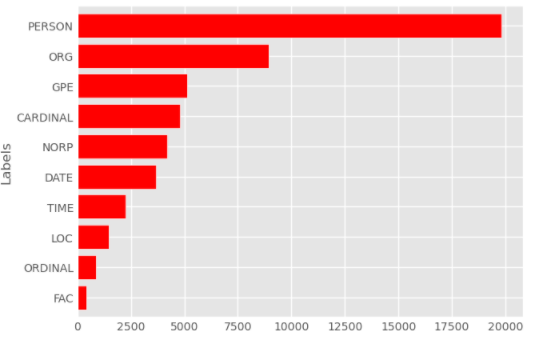 Labels
PERSON
ORG
GPE
CARDINAL
NORP
DATE
TIME
LOC
ORDINAL
FAC
0 2500 5000 7500 10000 12500 15000 17500 20000